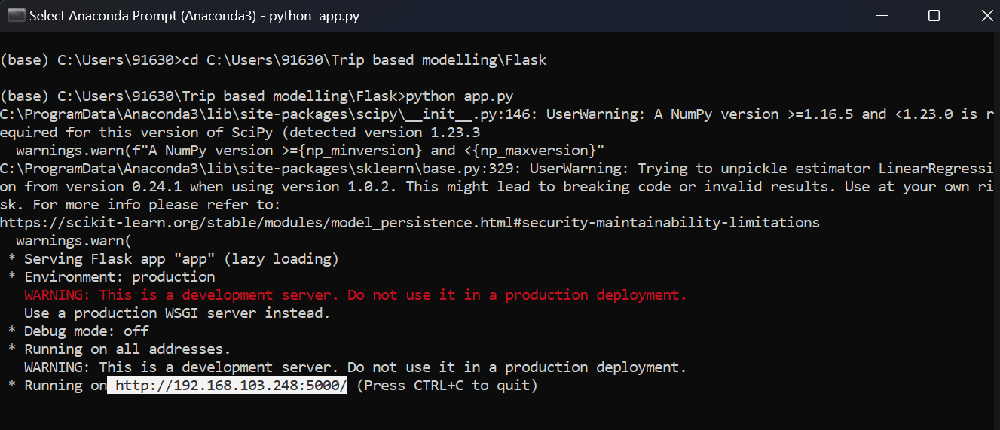 Select Anaconda Prompt (Anaconda3) - python  app.py
(base) C:\Users\91630>cd C:\Users\91630\Trip based modelling\Flask
(base) C:\Users\91630\Trip based modelling\Flask>python app.py
C:\ProgramData\Anaconda3\lib\site-packages\scipy\__init__.py:146: UserWarning: A NumPy version >=1.16.5 and <1.23.0 is r
equired for this version of SciPy (detected version 1.23.3
  warnings.warn(f"A NumPy version >={np_minversion} and <{np_maxversion}"
C:\ProgramData\Anaconda3\lib\site-packages\sklearn\base.py:329: UserWarning: Trying to unpickle estimator LinearRegressi
on from version 0.24.1 when using version 1.0.2. This might lead to breaking code or invalid results. Use at your own ri
sk. For more info please refer to:
https://scikit-learn.org/stable/modules/model_persistence.html#security-maintainability-limitations
  warnings.warn(
 * Serving Flask app "app" (lazy loading)
 * Environment: production
   WARNING: This is a development server. Do not use it in a production deployment.
   Use a production WSGI server instead.
 * Debug mode: off
 * Running on all addresses.
   WARNING: This is a development server. Do not use it in a production deployment.
 * Running on http://192.168.103.248:5000/ (Press CTRL+C to quit)